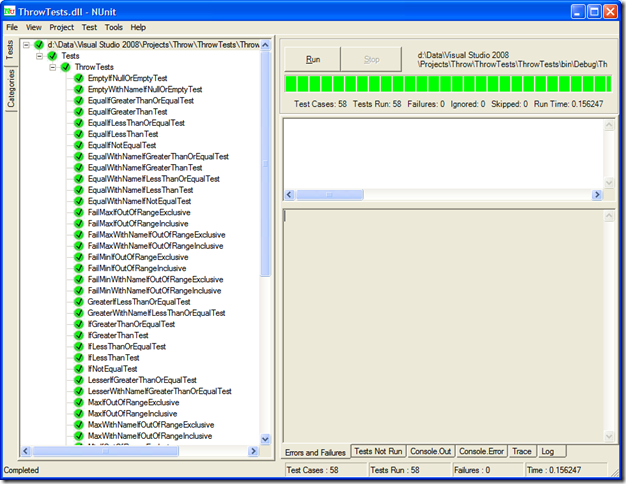 ThrowTests.dll - NUnit
File View Project Test Tools Help
Tests
Categories
d:\Data\Visual Studio 2008\Projects\Throw\ThrowTests\Throw
Tests
ThrowTests
EmptyIfNullOrEmptyTest
EmptyWithNameIfNullOrEmptyTest
EqualIfGreaterThanOrEqualTest
EqualIfGreaterThanTest
EqualIfLessThanOrEqualTest
EqualIfLessThanTest
EqualIfNotEqualTest
EqualWithNameIfGreaterThanOrEqualTest
EqualWithNameIfGreaterThanTest
EqualWithNameIfLessThanOrEqualTest
EqualWithNameIfLessThanTest
EqualWithNameIfNotEqualTest
FailMaxIfOutOfRangeExclusive
FailMaxIfOutOfRangeInclusive
FailMaxWithNameIfOutOfRangeExclusive
FailMaxWithNameIfOutOfRangeInclusive
FailMinIfOutOfRangeExclusive
FailMinIfOutOfRangeInclusive
FailMinWithNameIfOutOfRangeExclusive
FailMinWithNameIfOutOfRangeInclusive
GreaterIfLessThanOrEqualTest
GreaterWithNameIfLessThanOrEqualTest
IfGreaterThanOrEqualTest
IfGreaterThanTest
IfLessThanOrEqualTest
IfLessThanTest
IfNotEqualTest
LesserIfGreaterThanOrEqualTest
LesserWithNameIfGreaterThanOrEqualTest
MaxIfOutOfRangeExclusive
MaxIfOutOfRangeInclusive
MaxWithNameIfOutOfRangeExclusive
MaxWithNameIfOutOfRangeInclusive
Run
Stop
d:\Data\Visual Studio 2008
\Projects\Throw\ThrowTests\ThrowTests\bin\Debug\Th
Test Cases: 58 Tests Run: 58 Failures: 0 Ignored: 0 Skipped: 0 Run Time: 0.156247
Errors and Failures Tests Not Run Console.Out Console.Error Trace Log
Completed
Test Cases : 58 Tests Run : 58 Failures : 0 Time : 0.156247